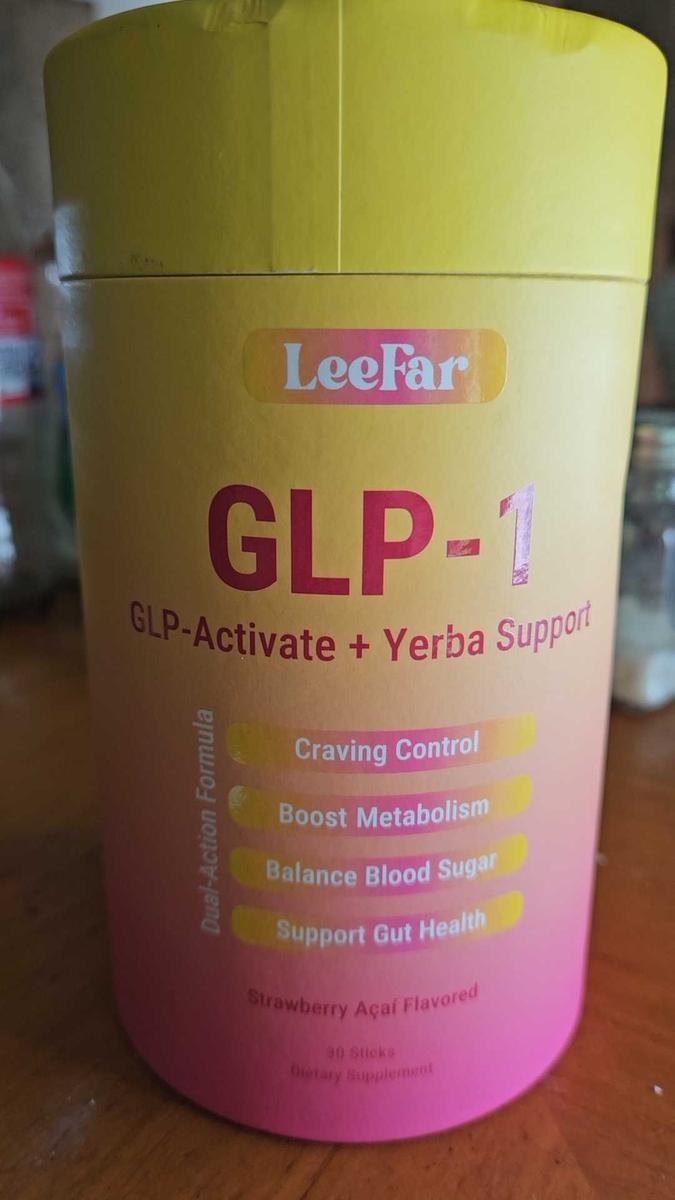 LeeFar
GLP-1
GLP-Activate + Yerba Support
Dual-Action Formula
Craving Control
Boost Metabolism
Balance Blood Sugar
Support Gut Health
Strawberry Açaí Flavored
30 Sticks
Dietary Supplement